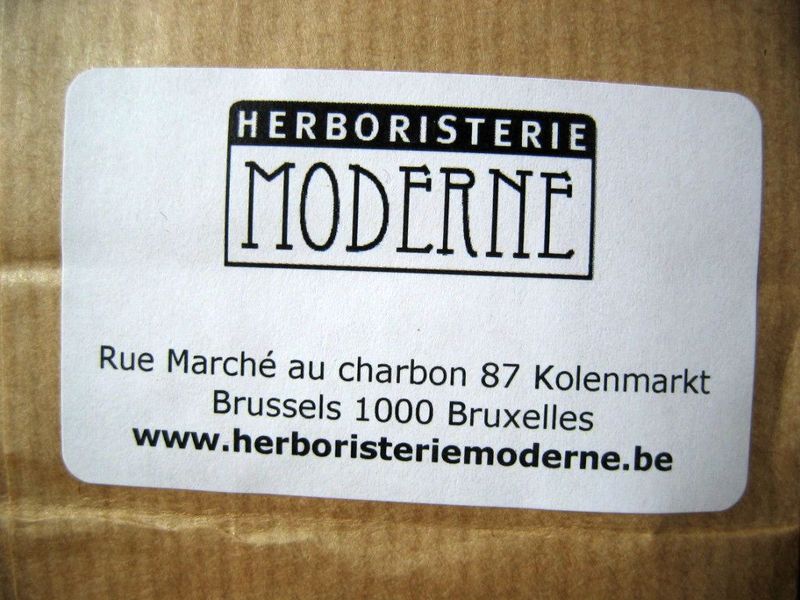 HERBORISTERIE
MODERNE
Rue Marché au charbon 87 Kolenmarkt
Brussels 1000 Bruxelles
www.herboristeriemoderne.be